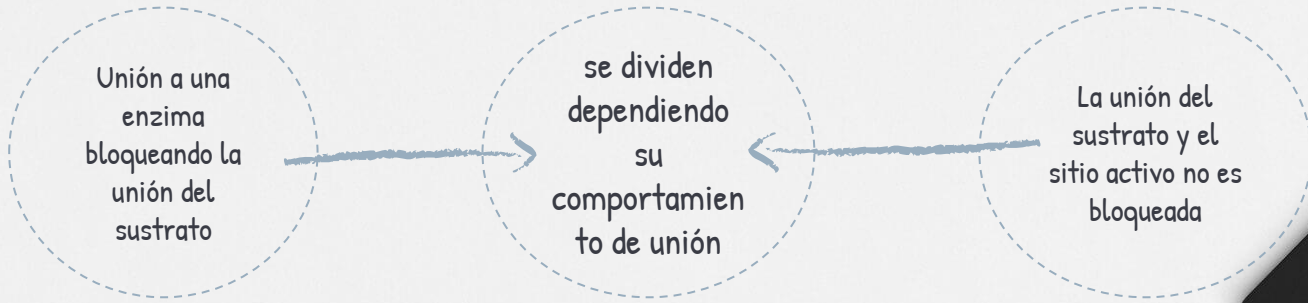 Unión a una
enzima
bloqueando la
unión del
sustrato
se dividen
dependiendo
su
comportamien
to de unión
La unión del
sustrato y el
sitio activo no es
bloqueada